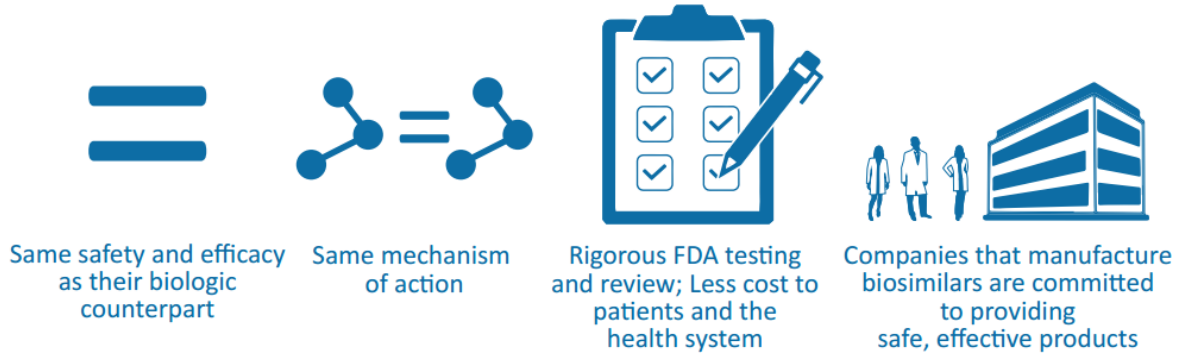 Same safety and efficacy
as their biologic
counterpart
Same mechanism
of action
Rigorous FDA testing
and review; Less cost to
patients and the
health system
Companies that manufacture
biosimilars are committed
to providing
safe, effective products